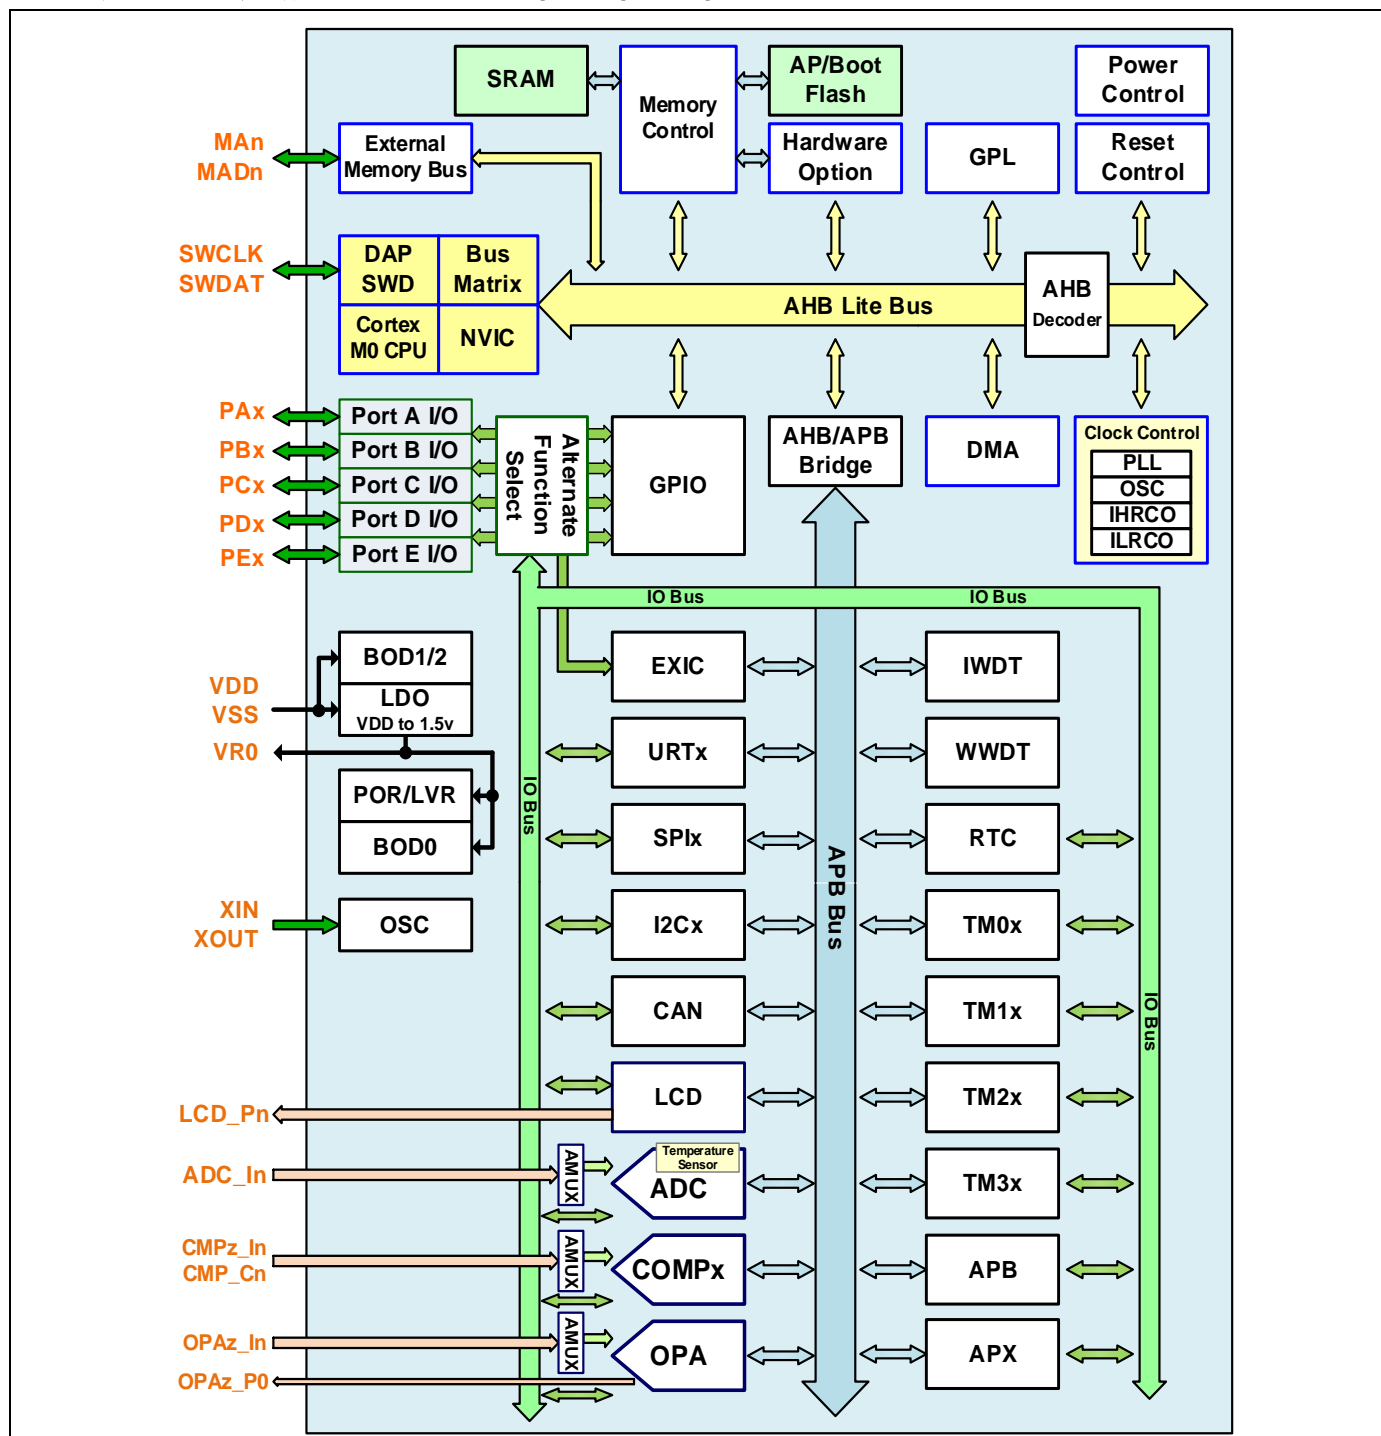 SRAM
Memory
Control
AP/Boot
Flash
Power
Control
MAn
MADn
External
Memory Bus
Hardware
Option
GPL
Reset
Control
SWCLK
SWDAT
DAP
SWD
Bus
Matrix
Cortex
M0 CPU
NVIC
AHB Lite Bus
AHB
Decoder
PAx
PBx
PCx
PDx
PEx
Port A I/O
Port B I/O
Port C I/O
Port D I/O
Port E I/O
Alternate
Function
Select
GPIO
AHB/APB
Bridge
DMA
Clock Control
PLL
OSC
IHRCO
ILRCO
IO Bus
IO Bus
VDD
VSS
VR0
BOD1/2
LDO
VDD to 1.5v
POR/LVR
BOD0
XIN
XOUT
OSC
IO Bus
EXIC
URTx
SPIx
I2Cx
CAN
LCD
APB Bus
IWDT
WWDT
RTC
TM0x
TM1x
TM2x
TM3x
APB
APX
IO Bus
LCD_Pn
ADC_In
AMUX
Temperature
Sensor
ADC
CMPz_In
CMP_Cn
AMUX
COMPx
OPAz_In
OPAz_P0
AMUX
OPA